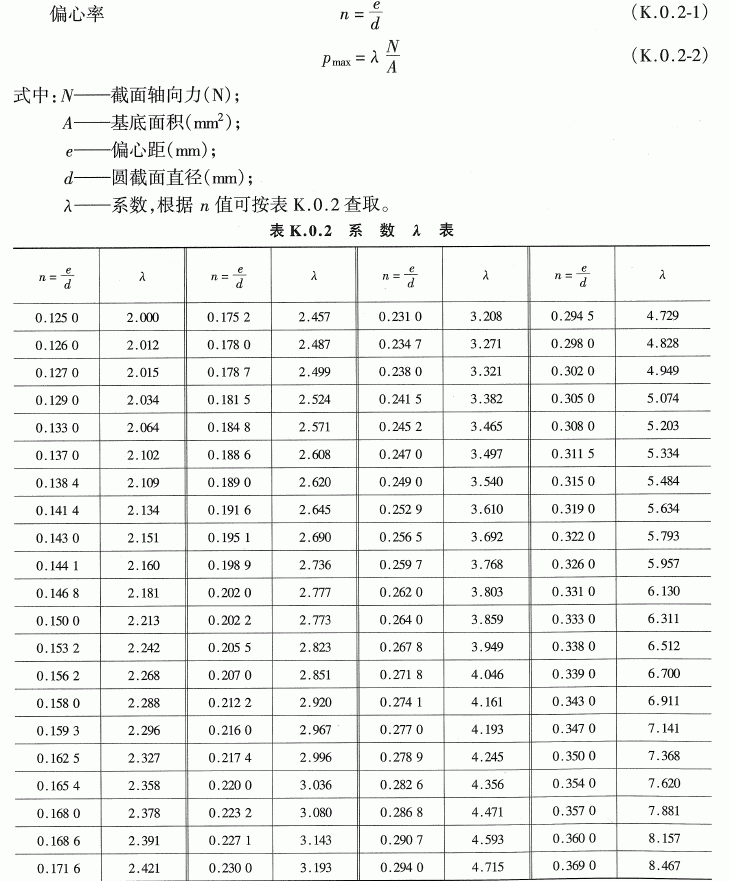 偏心率 n = e/d (K.0.2-1)
p_max = λ N/A (K.0.2-2)
式中:N——截面轴向力(N);
A——基底面积(mm²);
e——偏心距(mm);
d——圆截面直径(mm);
λ——系数,根据 n 值可按表 K.0.2 查取。
表 K.0.2 系 数 λ 表
n = e/d λ n = e/d λ n = e/d λ n = e/d λ
0.125 0 2.000 0.175 2 2.457 0.231 0 3.208 0.294 5 4.729
0.126 0 2.012 0.178 0 2.487 0.234 7 3.271 0.298 0 4.828
0.127 0 2.015 0.178 7 2.499 0.238 0 3.321 0.302 0 4.949
0.129 0 2.034 0.181 5 2.524 0.241 5 3.382 0.305 0 5.074
0.133 0 2.064 0.184 8 2.571 0.245 2 3.465 0.308 0 5.203
0.137 0 2.102 0.188 6 2.608 0.247 0 3.497 0.311 5 5.334
0.138 4 2.109 0.189 0 2.620 0.249 0 3.540 0.315 0 5.484
0.141 4 2.134 0.191 6 2.645 0.252 9 3.610 0.319 0 5.634
0.143 0 2.151 0.195 1 2.690 0.256 5 3.692 0.322 0 5.793
0.144 1 2.160 0.198 9 2.736 0.259 7 3.768 0.326 0 5.957
0.146 8 2.181 0.202 0 2.777 0.262 0 3.803 0.331 0 6.130
0.150 0 2.213 0.202 2 2.773 0.264 0 3.859 0.333 0 6.311
0.153 2 2.242 0.205 5 2.823 0.267 8 3.949 0.338 0 6.512
0.156 2 2.268 0.207 0 2.851 0.271 8 4.046 0.339 0 6.700
0.158 0 2.288 0.212 2 2.920 0.274 1 4.161 0.343 0 6.911
0.159 3 2.296 0.216 0 2.967 0.277 0 4.193 0.347 0 7.141
0.162 5 2.327 0.217 4 2.996 0.278 9 4.245 0.350 0 7.368
0.165 4 2.358 0.220 0 3.036 0.282 6 4.356 0.354 0 7.620
0.168 0 2.378 0.223 2 3.080 0.286 8 4.471 0.357 0 7.881
0.168 6 2.391 0.227 1 3.143 0.290 7 4.593 0.360 0 8.157
0.171 6 2.421 0.230 0 3.193 0.294 0 4.715 0.369 0 8.467